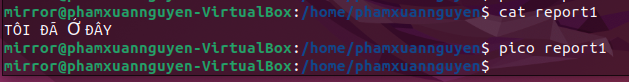 mirror@phamxuannguyen-VirtualBox:/home/phamxuannguyen$ cat report1
TÔI ĐÃ Ở ĐÂY
mirror@phamxuannguyen-VirtualBox:/home/phamxuannguyen$ pico report1
mirror@phamxuannguyen-VirtualBox:/home/phamxuannguyen$